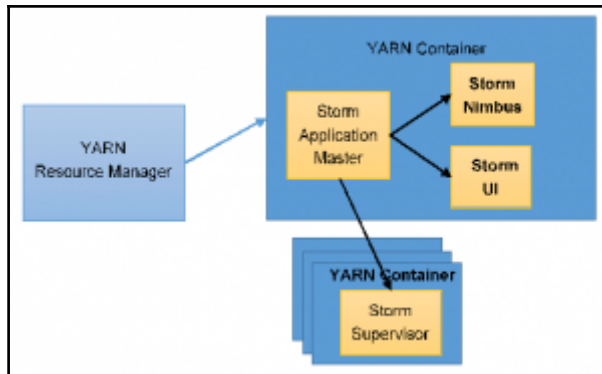 YARN Container
Storm
Nimbus
Storm
Application
Master
YARN
Resource Manager
Storm
UI
YARN Container
Storm
Supervisor